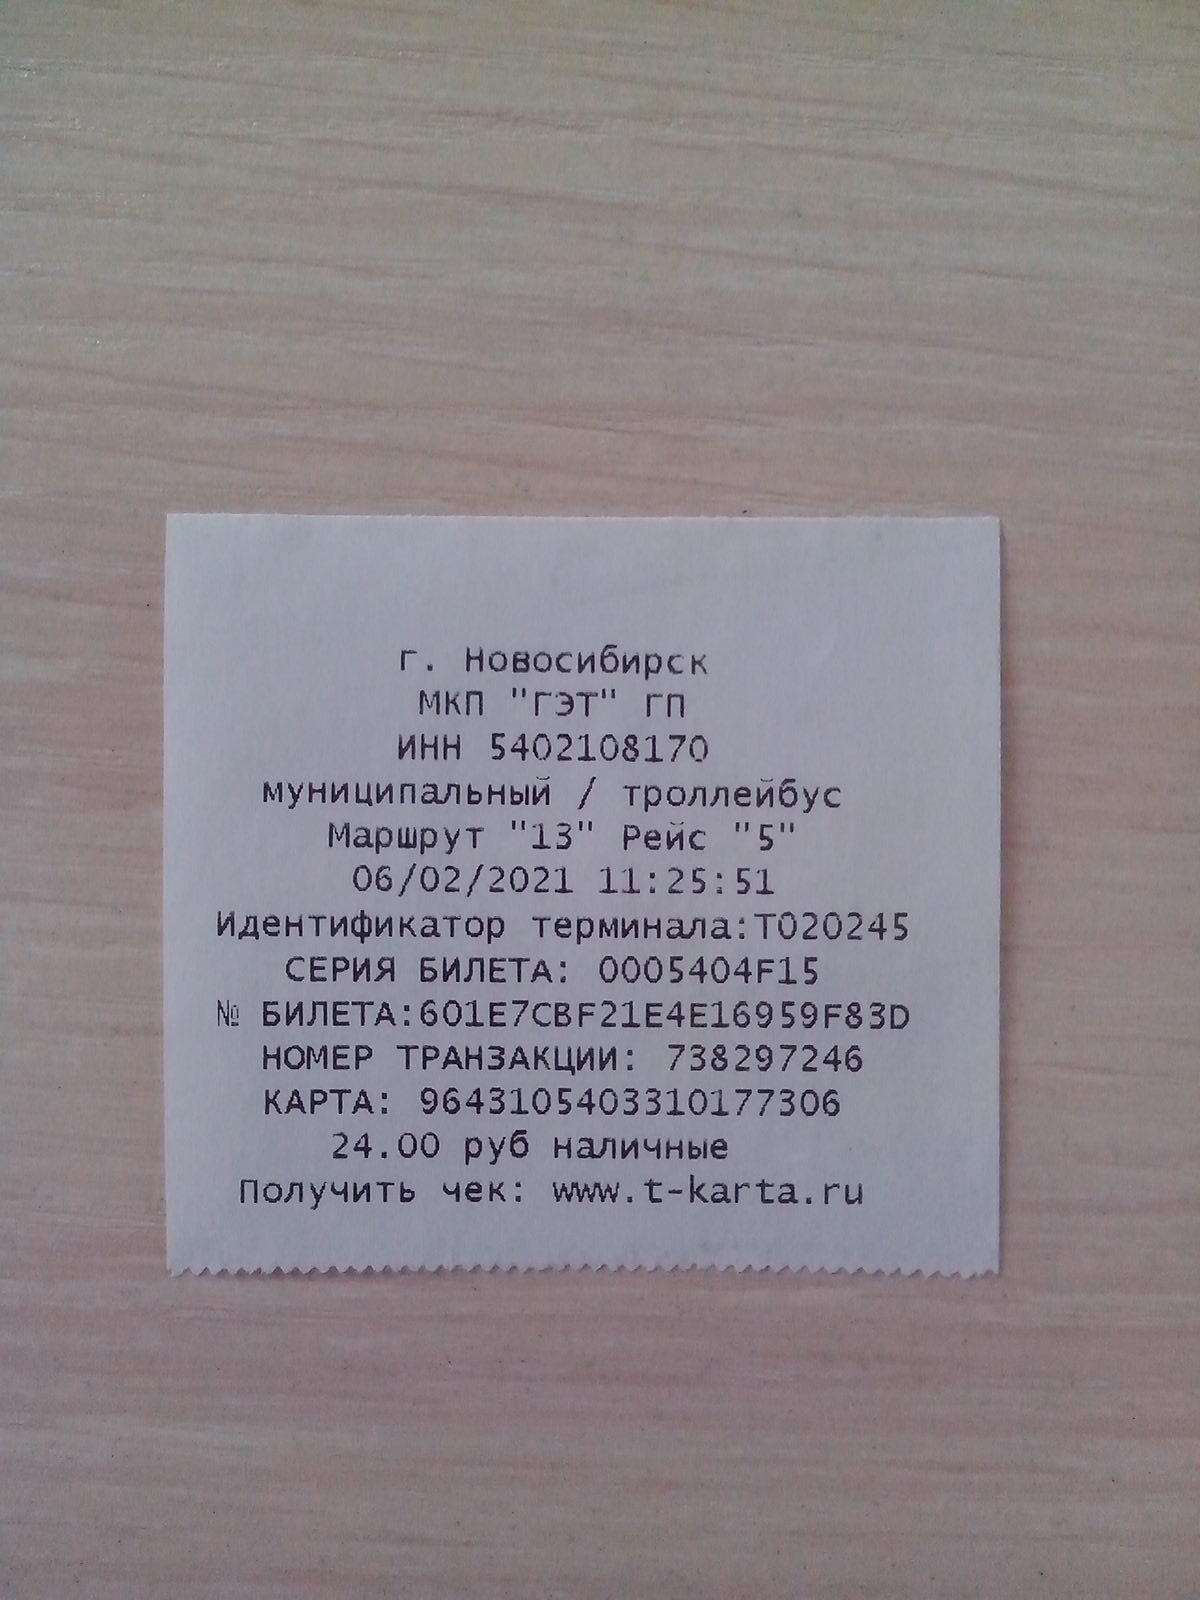 г. Новосибирск
МКП "ГЭТ" ГП
ИНН 5402108170
муниципальный / троллейбус
Маршрут "13" Рейс "5"
06/02/2021 11:25:51
Идентификатор терминала:T020245
СЕРИЯ БИЛЕТА: 0005404F15
№ БИЛЕТА:601E7CBF21E4E16959F83D
НОМЕР ТРАНЗАКЦИИ: 738297246
КАРТА: 9643105403310177306
24.00 руб наличные
Получить чек: www.t-karta.ru